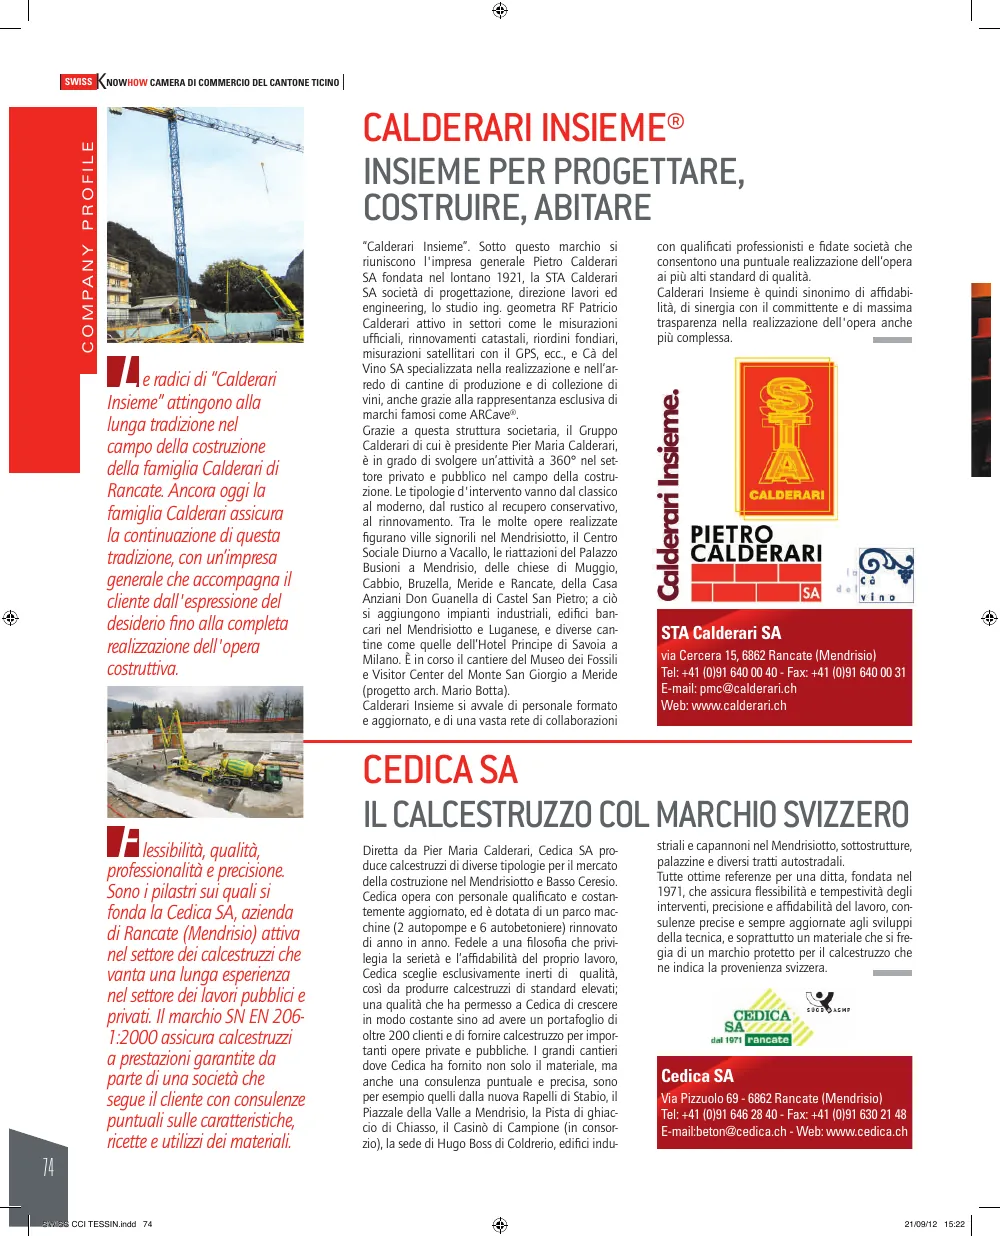 SWISS KNOWHOW CAMERA DI COMMERCIO DEL CANTONE TICINO
COMPANY PROFILE
Le radici di "Calderari
Insieme" attingono alla
lunga tradizione nel
campo della costruzione
della famiglia Calderari di
Rancate. Ancora oggi la
famiglia Calderari assicura
la continuazione di questa
tradizione, con un'impresa
generale che accompagna il
cliente dall'espressione del
desiderio fino alla completa
realizzazione dell'opera
costruttiva.
CALDERARI INSIEME®
INSIEME PER PROGETTARE,
COSTRUIRE, ABITARE
"Calderari Insieme". Sotto questo marchio si
riuniscono l'impresa generale Pietro Calderari
SA fondata nel lontano 1921, la STA Calderari
SA società di progettazione, direzione lavori ed
engineering, lo studio ing. geometra RF Patricio
Calderari attivo in settori come le misurazioni
ufficiali, rinnovamenti catastali, riordini fondiari,
misurazioni satellitari con il GPS, ecc., e Cà del
Vino SA specializzata nella realizzazione e nell'ar-
redo di cantine di produzione e di collezione di
vini, anche grazie alla rappresentanza esclusiva di
marchi famosi come ARCave®.
Grazie a questa struttura societaria, il Gruppo
Calderari di cui è presidente Pier Maria Calderari,
è in grado di svolgere un'attività a 360° nel set-
tore privato e pubblico nel campo della costru-
zione. Le tipologie d'intervento vanno dal classico
al moderno, dal rustico al recupero conservativo,
al rinnovamento. Tra le molte opere realizzate
figurano ville signorili nel Mendrisiotto, il Centro
Sociale Diurno a Vacallo, le riattazioni del Palazzo
Busioni a Mendrisio, delle chiese di Muggio,
Cabbio, Bruzella, Meride e Rancate, della Casa
Anziani Don Guanella di Castel San Pietro; a ciò
si aggiungono impianti industriali, edifici ban-
cari nel Mendrisiotto e Luganese, e diverse can-
tine come quelle dell'Hotel Principe di Savoia a
Milano. È in corso il cantiere del Museo dei Fossili
e Visitor Center del Monte San Giorgio a Meride
(progetto arch. Mario Botta).
Calderari Insieme si avvale di personale formato
e aggiornato, e di una vasta rete di collaborazioni
con qualificati professionisti e fidate società che
consentono una puntuale realizzazione dell'opera
ai più alti standard di qualità.
Calderari Insieme è quindi sinonimo di affidabi-
lità, di sinergia con il committente e di massima
trasparenza nella realizzazione dell'opera anche
più complessa.
Calderari Insieme.
STA
CALDERARI
PIETRO
CALDERARI
SA
la
Cà
del
vino
STA Calderari SA
via Cercera 15, 6862 Rancate (Mendrisio)
Tel: +41 (0)91 640 00 40 - Fax: +41 (0)91 640 00 31
E-mail: pmc@calderari.ch
Web: www.calderari.ch
Flessibilità, qualità,
professionalità e precisione.
Sono i pilastri sui quali si
fonda la Cedica SA, azienda
di Rancate (Mendrisio) attiva
nel settore dei calcestruzzi che
vanta una lunga esperienza
nel settore dei lavori pubblici e
privati. Il marchio SN EN 206-
1:2000 assicura calcestruzzi
a prestazioni garantite da
parte di una società che
segue il cliente con consulenze
puntuali sulle caratteristiche,
ricette e utilizzi dei materiali.
CEDICA SA
IL CALCESTRUZZO COL MARCHIO SVIZZERO
Diretta da Pier Maria Calderari, Cedica SA pro-
duce calcestruzzi di diverse tipologie per il mercato
della costruzione nel Mendrisiotto e Basso Ceresio.
Cedica opera con personale qualificato e costan-
temente aggiornato, ed è dotata di un parco mac-
chine (2 autopompe e 6 autobetoniere) rinnovato
di anno in anno. Fedele a una filosofia che privi-
legia la serietà e l'affidabilità del proprio lavoro,
Cedica sceglie esclusivamente inerti di qualità,
così da produrre calcestruzzi di standard elevati;
una qualità che ha permesso a Cedica di crescere
in modo costante sino ad avere un portafoglio di
oltre 200 clienti e di fornire calcestruzzo per impor-
tanti opere private e pubbliche. I grandi cantieri
dove Cedica ha fornito non solo il materiale, ma
anche una consulenza puntuale e precisa, sono
per esempio quelli dalla nuova Rapelli di Stabio, il
Piazzale della Valle a Mendrisio, la Pista di ghiac-
cio di Chiasso, il Casinò di Campione (in consor-
zio), la sede di Hugo Boss di Coldrerio, edifici indu-
striali e capannoni nel Mendrisiotto, sottostrutture,
palazzine e diversi tratti autostradali.
Tutte ottime referenze per una ditta, fondata nel
1971, che assicura flessibilità e tempestività degli
interventi, precisione e affidabilità del lavoro, con-
sulenze precise e sempre aggiornate agli sviluppi
della tecnica, e soprattutto un materiale che si fre-
gia di un marchio protetto per il calcestruzzo che
ne indica la provenienza svizzera.
CEDICA
SA
dal 1971 rancate
SUGB ASMP
Cedica SA
Via Pizzuolo 69 - 6862 Rancate (Mendrisio)
Tel: +41 (0)91 646 28 40 - Fax: +41 (0)91 630 21 48
E-mail:beton@cedica.ch - Web: www.cedica.ch
74
SWISS CCI TESSIN.indd 74
21/09/12 15:22